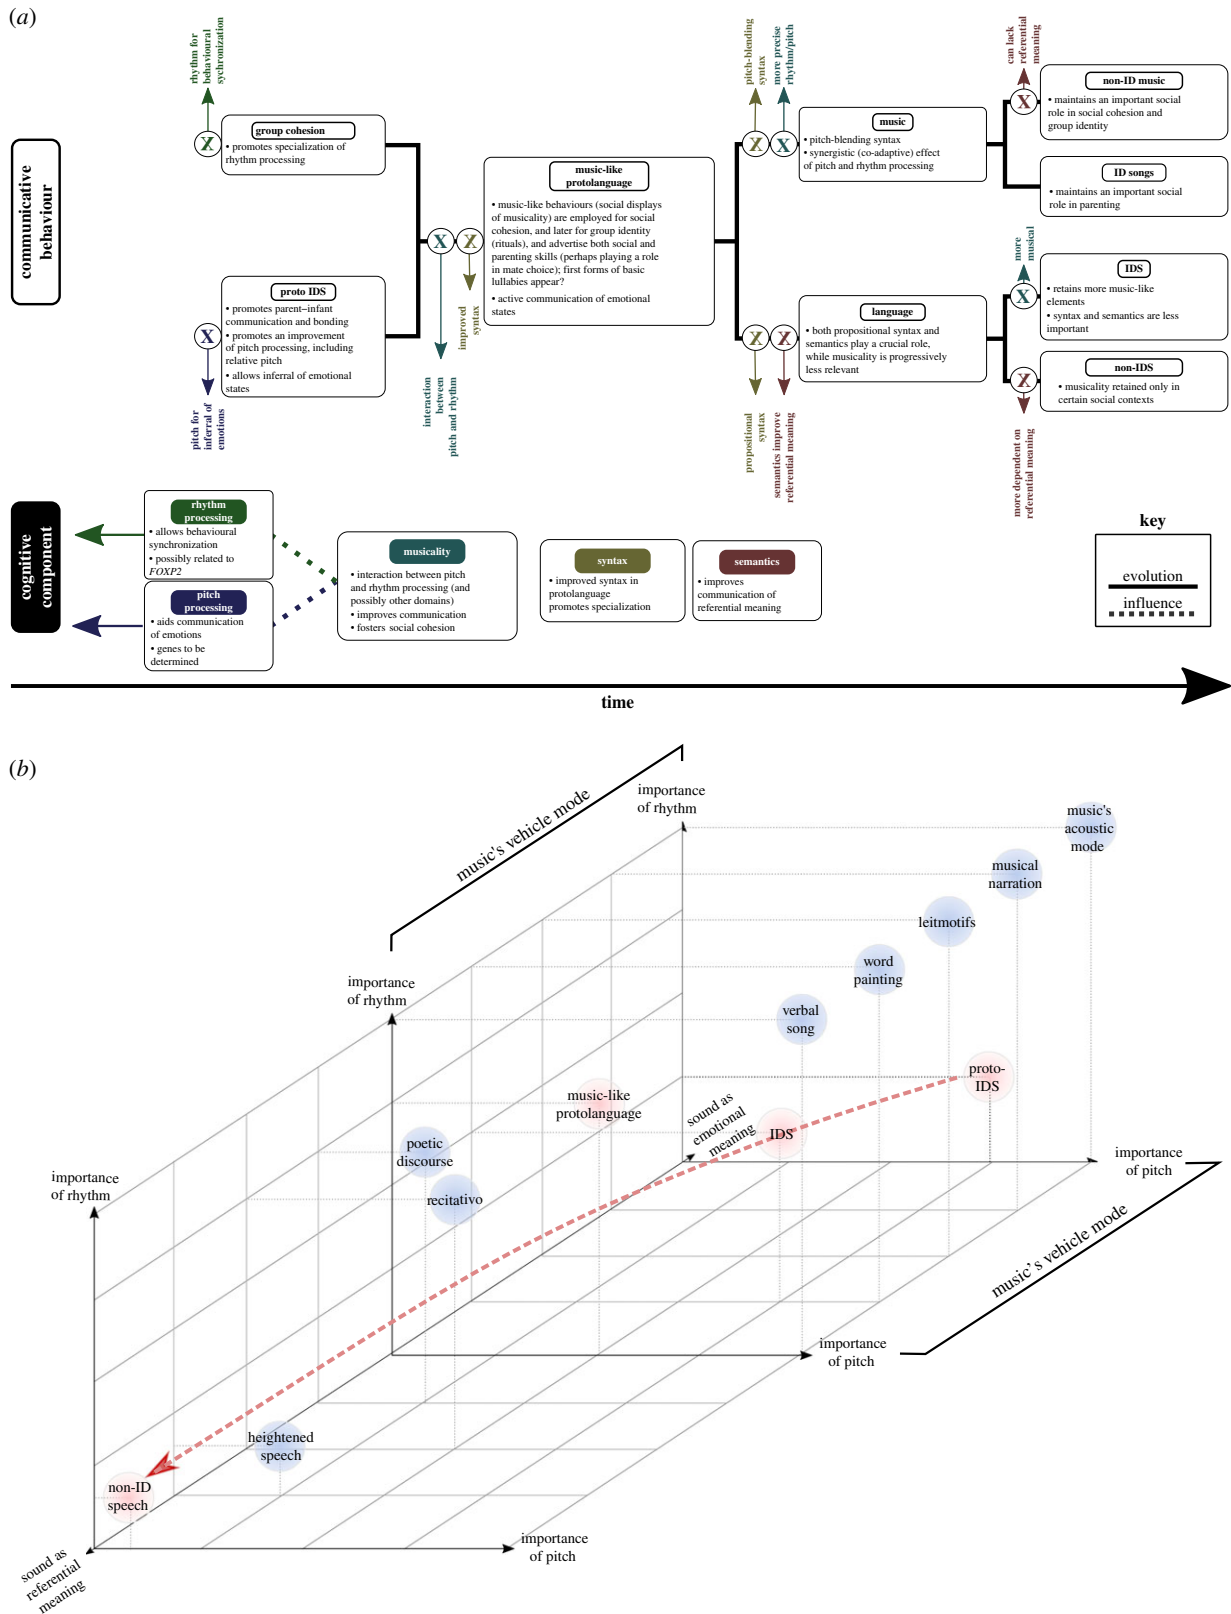 (a)
communicative
behaviour
rhythm for
behavioural
sychronization
X
group cohesion
• promotes specialization of
rhythm processing
X
proto IDS
• promotes parent–infant
communication and bonding
• promotes an improvement
of pitch processing, including
relative pitch
• allows inferral of emotional
states
pitch for
inferral of
emotions
X
X
interaction
between
pitch and rhythm
improved
syntax
music-like
protolanguage
• music-like behaviours (social displays
of musicality) are employed for social
cohesion, and later for group identity
(rituals), and advertise both social and
parenting skills (perhaps playing a role
in mate choice); first forms of basic
lullabies appear?
• active communication of emotional
states
pitch-blending
syntax
more precise
rhythm/pitch
X
X
music
• pitch-blending syntax
• synergistic (co-adaptive) effect
of pitch and rhythm processing
X
X
language
• both propositional syntax and
semantics play a crucial role,
while musicality is progressively
less relevant
propositional
syntax
semantics improve
referential meaning
can lack
referential
meaning
X
non-ID music
• maintains an important social
role in social cohesion and
group identity
ID songs
• maintains an important social
role in parenting
more
musical
X
IDS
• retains more music-like
elements
• syntax and semantics are less
important
X
non-IDS
• musicality retained only in
certain social contexts
more dependent on
referential meaning
cognitive
component
rhythm
processing
• allows behavioural
synchronization
• possibly related to
FOXP2
pitch
processing
• aids communication
of emotions
• genes to be
determined
musicality
• interaction between pitch
and rhythm processing (and
possibly other domains)
• improves communication
• fosters social cohesion
syntax
• improved syntax in
protolanguage
promotes specialization
semantics
• improves
communication of
referential meaning
key
evolution
influence
time
(b)
music's vehicle mode
importance
of rhythm
music's
acoustic
mode
musical
narration
leitmotifs
word
painting
importance
of rhythm
verbal
song
proto-
IDS
music-like
protolanguage
sound as
emotional
meaning
IDS
poetic
discourse
importance
of pitch
importance
of rhythm
recitativo
music's vehicle mode
importance
of pitch
heightened
speech
non-ID
speech
importance
of pitch
sound as
referential
meaning